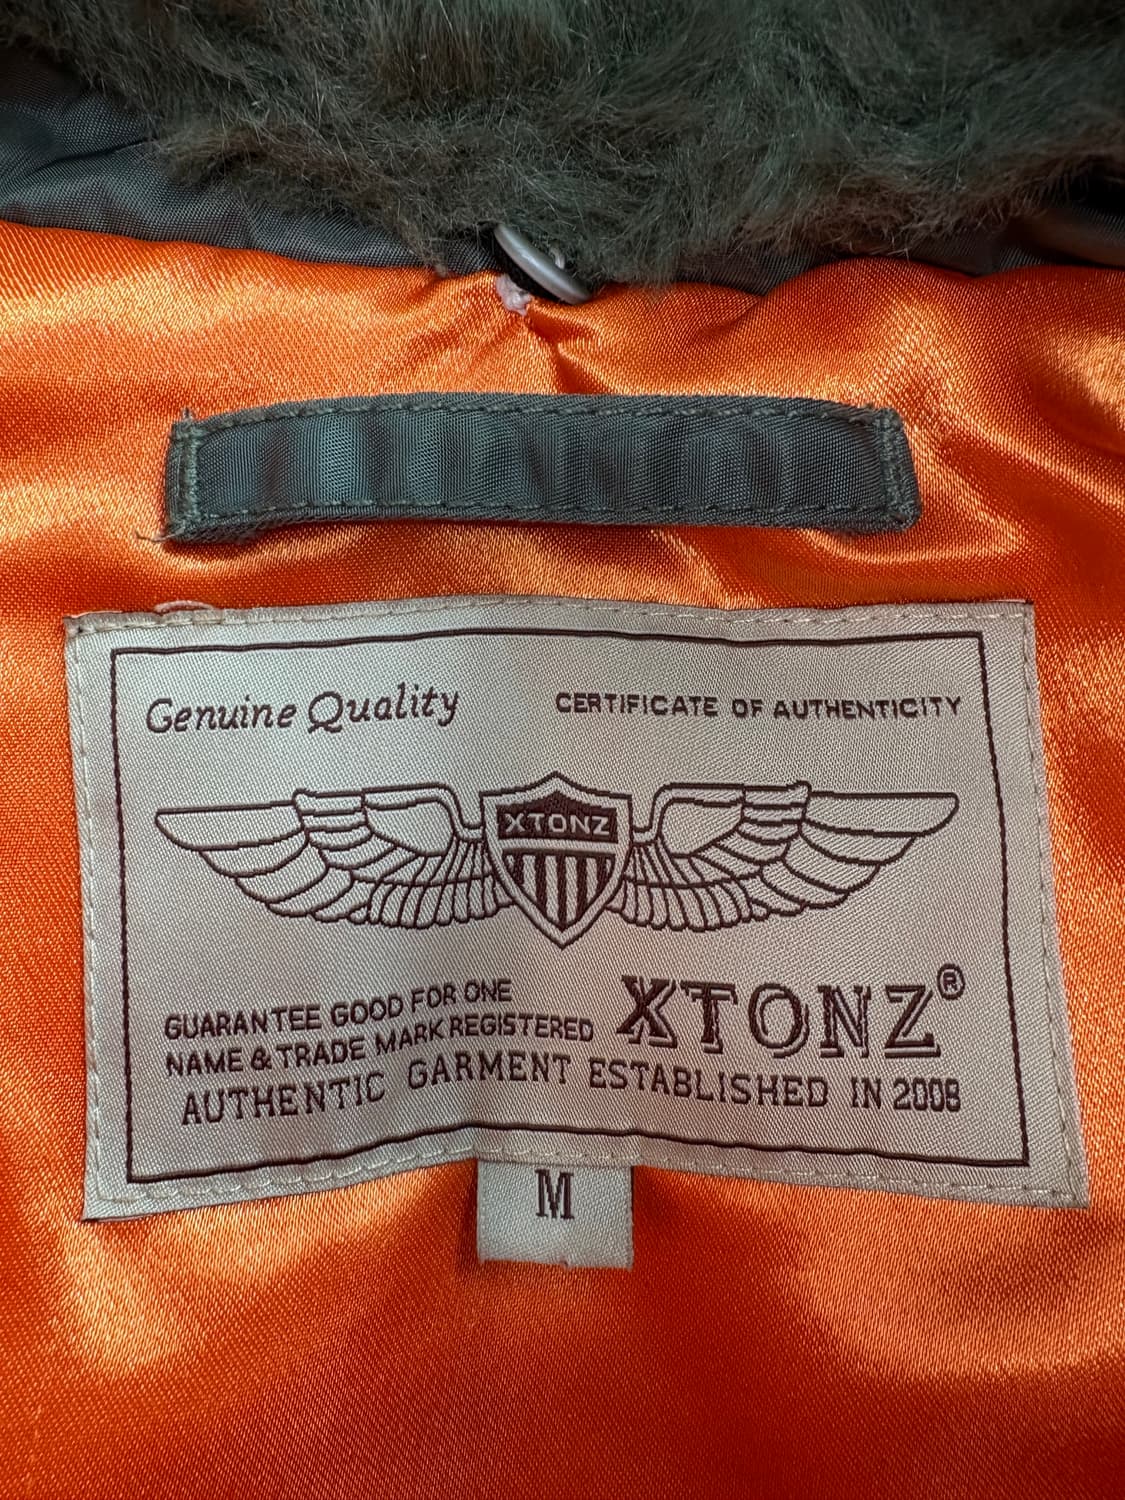 Genuine Quality
CERTIFICATE OF AUTHENTICITY
XTONZ
GUARANTEE GOOD FOR ONE
NAME & TRADE MARK REGISTERED
XTONZ®
AUTHENTIC GARMENT ESTABLISHED IN 2008
M